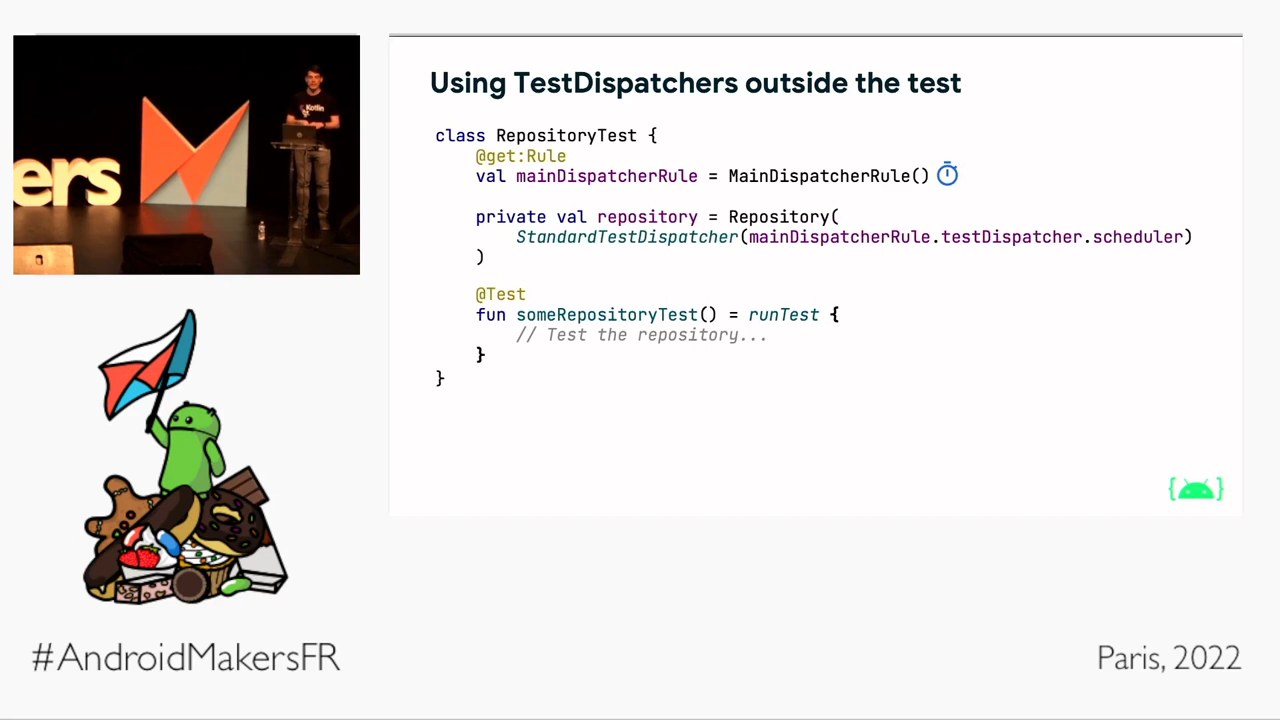 ers
Kotlin
Using TestDispatchers outside the test
class RepositoryTest {
@get:Rule
val mainDispatcherRule = MainDispatcherRule()
private val repository = Repository(
StandardTestDispatcher(mainDispatcherRule.testDispatcher.scheduler)
)
@Test
fun someRepositoryTest() = runTest {
// Test the repository...
}
}
#AndroidMakersFR
Paris, 2022